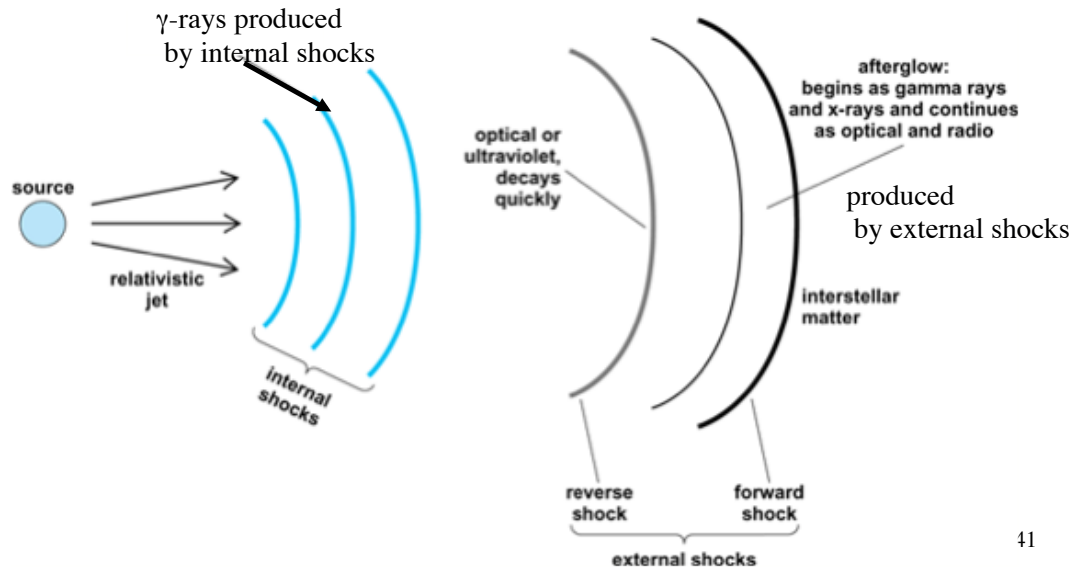 γ-rays produced
by internal shocks
source
relativistic
jet
internal
shocks
optical or
ultraviolet,
decays
quickly
afterglow:
begins as gamma rays
and x-rays and continues
as optical and radio
produced
by external shocks
interstellar
matter
reverse
shock
forward
shock
external shocks
41